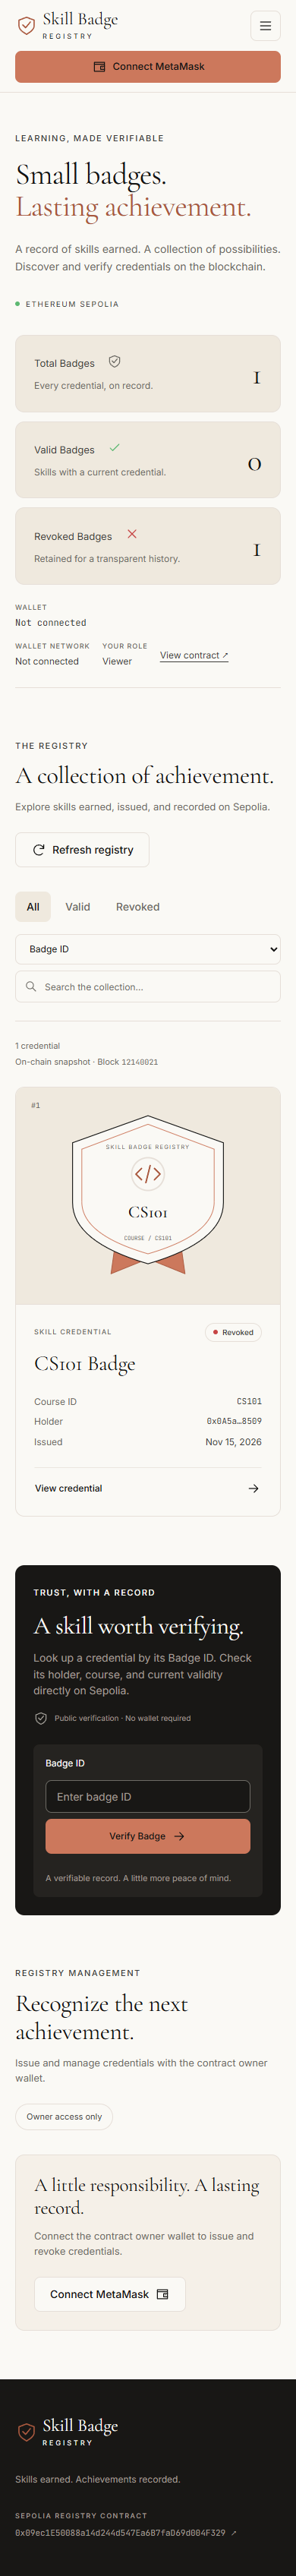 Skill Badge
REGISTRY
Connect MetaMask
LEARNING, MADE VERIFIABLE
Small badges.
Lasting achievement.
A record of skills earned. A collection of possibilities.
Discover and verify credentials on the blockchain.
ETHEREUM SEPOLIA
Total Badges
Every credential, on record.
1
Valid Badges
Skills with a current credential.
0
Revoked Badges
Retained for a transparent history.
1
WALLET
Not connected
WALLET NETWORK
Not connected
YOUR ROLE
Viewer
View contract ↗
THE REGISTRY
A collection of achievement.
Explore skills earned, issued, and recorded on Sepolia.
Refresh registry
All Valid Revoked
Badge ID
Search the collection...
1 credential
On-chain snapshot · Block 12140021
#1
SKILL BADGE REGISTRY
</>
CS101
COURSE / CS101
SKILL CREDENTIAL
Revoked
CS101 Badge
Course ID CS101
Holder 0x0A5a…8509
Issued Nov 15, 2026
View credential →
TRUST, WITH A RECORD
A skill worth verifying.
Look up a credential by its Badge ID. Check
its holder, course, and current validity
directly on Sepolia.
Public verification · No wallet required
Badge ID
Enter badge ID
Verify Badge →
A verifiable record. A little more peace of mind.
REGISTRY MANAGEMENT
Recognize the next
achievement.
Issue and manage credentials with the contract owner
wallet.
Owner access only
A little responsibility. A lasting
record.
Connect the contract owner wallet to issue and
revoke credentials.
Connect MetaMask
Skill Badge
REGISTRY
Skills earned. Achievements recorded.
SEPOLIA REGISTRY CONTRACT
0x09ec1E50088a14d244d547Ea6B7faD69d004F329 ↗